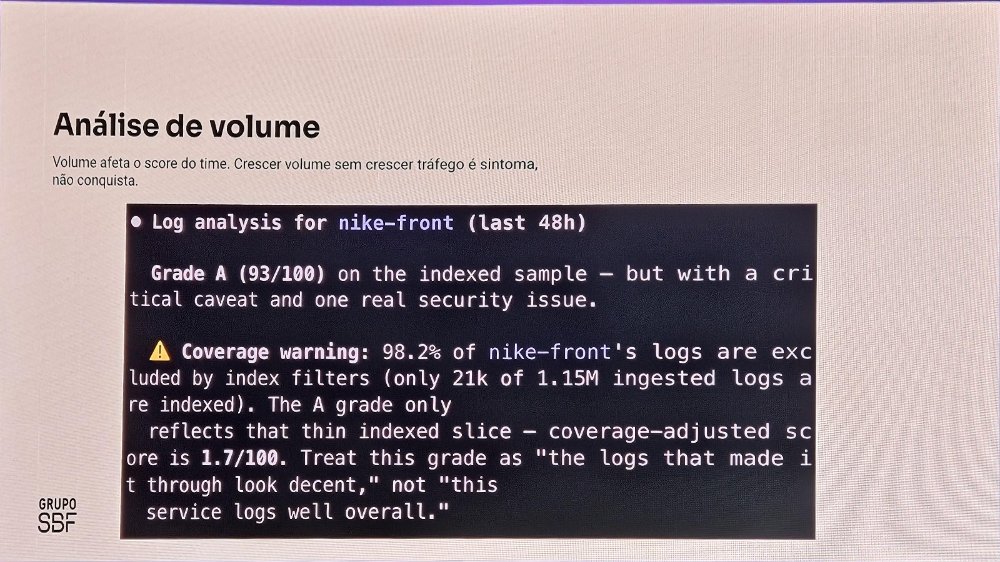 Análise de volume
Volume afeta o score do time. Crescer volume sem crescer tráfego é sintoma,
não conquista.
● Log analysis for nike-front (last 48h)
Grade A (93/100) on the indexed sample — but with a cri
tical caveat and one real security issue.
⚠ Coverage warning: 98.2% of nike-front's logs are exc
luded by index filters (only 21k of 1.15M ingested logs a
re indexed). The A grade only
reflects that thin indexed slice — coverage-adjusted sc
ore is 1.7/100. Treat this grade as "the logs that made i
t through look decent," not "this
service logs well overall."
GRUPO
SBF